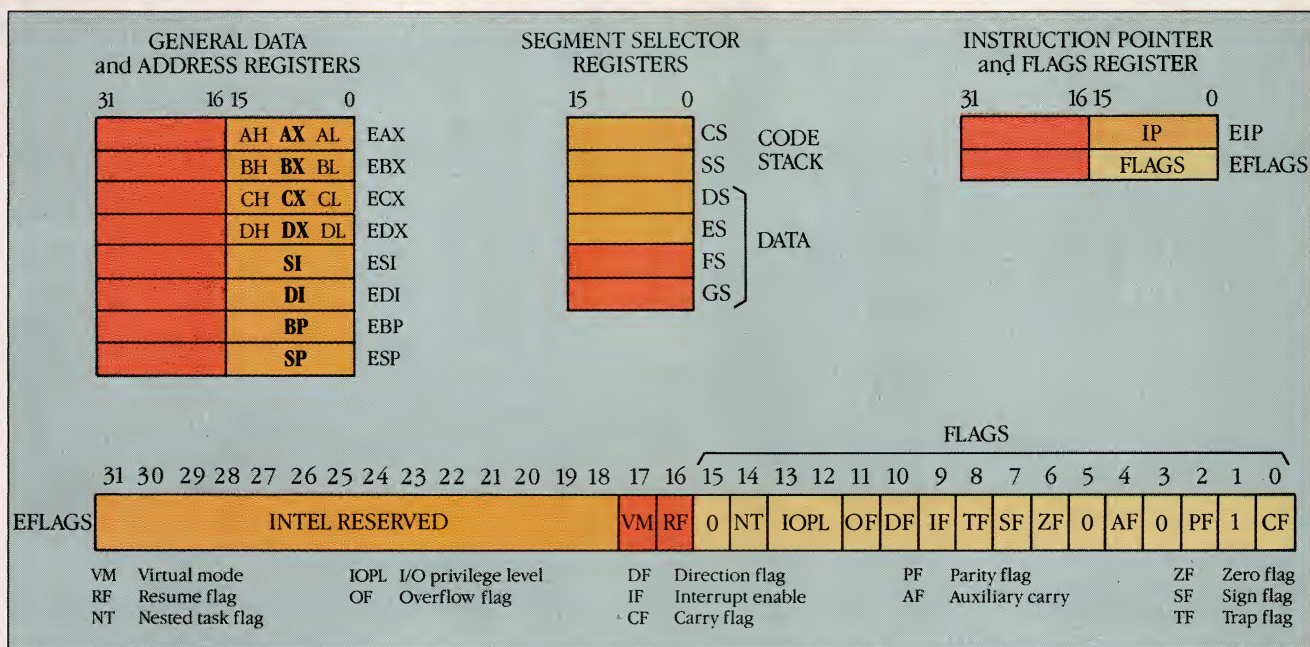 GENERAL DATA
and ADDRESS REGISTERS
31 16 15 0
AH AX AL EAX
BH BX BL EBX
CH CX CL ECX
DH DX DL EDX
SI ESI
DI EDI
BP EBP
SP ESP
SEGMENT SELECTOR
REGISTERS
15 0
CS CODE
SS STACK
DS
ES
DATA
FS
GS
INSTRUCTION POINTER
and FLAGS REGISTER
31 16 15 0
IP EIP
FLAGS EFLAGS
FLAGS
31 30 29 28 27 26 25 24 23 22 21 20 19 18 17 16 15 14 13 12 11 10 9 8 7 6 5 4 3 2 1 0
EFLAGS INTEL RESERVED VM RF 0 NT IOPL OF DF IF TF SF ZF 0 AF 0 PF 1 CF
VM Virtual mode IOPL I/O privilege level DF Direction flag PF Parity flag ZF Zero flag
RF Resume flag OF Overflow flag IF Interrupt enable AF Auxiliary carry SF Sign flag
NT Nested task flag CF Carry flag TF Trap flag